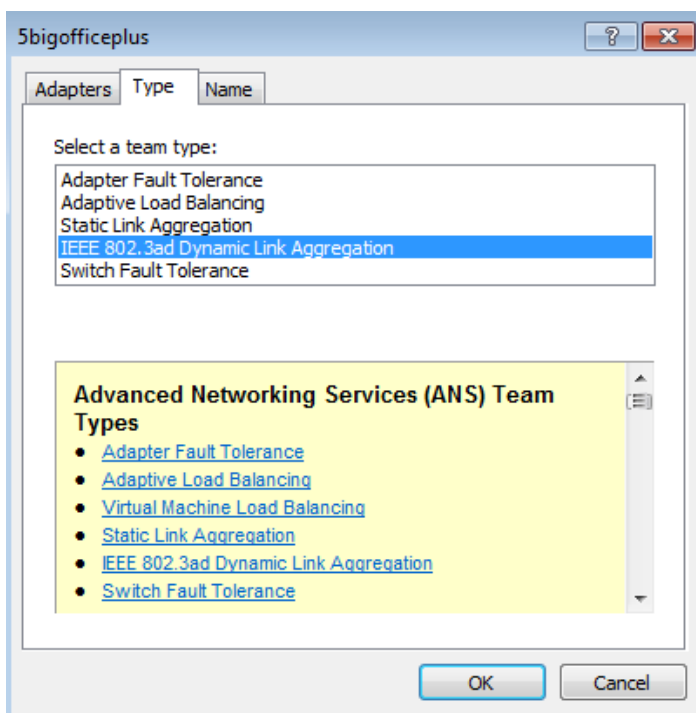 5bigofficeplus
Adapters Type Name
Select a team type:
Adapter Fault Tolerance
Adaptive Load Balancing
Static Link Aggregation
IEEE 802.3ad Dynamic Link Aggregation
Switch Fault Tolerance
Advanced Networking Services (ANS) Team
Types
• Adapter Fault Tolerance
• Adaptive Load Balancing
• Virtual Machine Load Balancing
• Static Link Aggregation
• IEEE 802.3ad Dynamic Link Aggregation
• Switch Fault Tolerance
OK Cancel